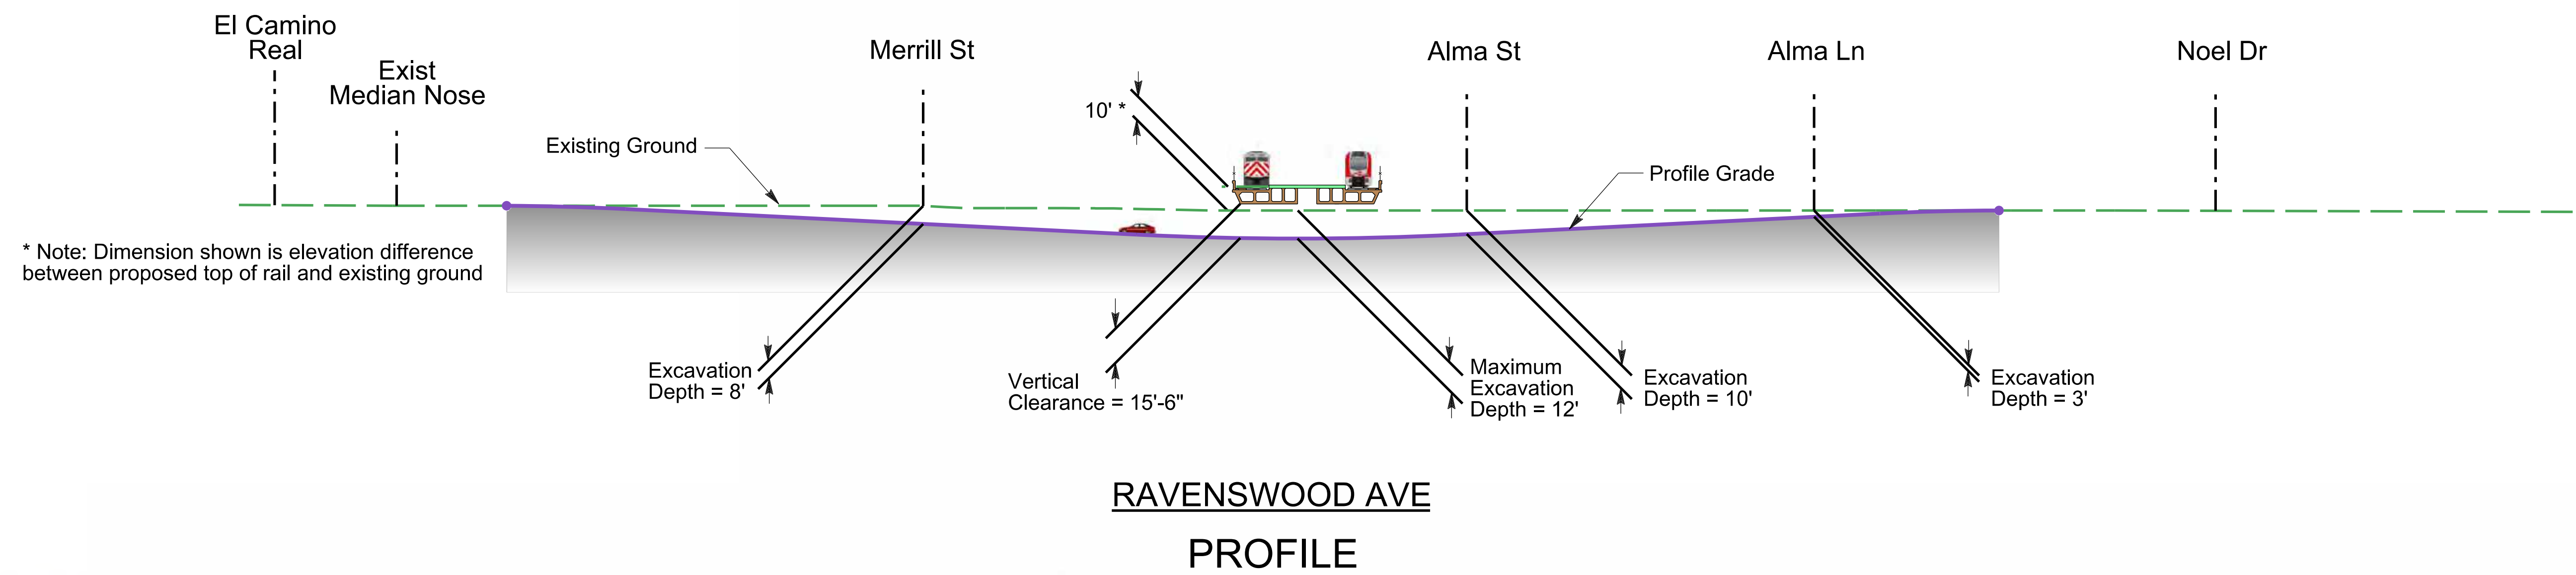 El Camino
Real
Exist
Median Nose
Merrill St
Alma St
Alma Ln
Noel Dr
10' *
Existing Ground
Profile Grade
* Note: Dimension shown is elevation difference
between proposed top of rail and existing ground
Excavation
Depth = 8'
Vertical
Clearance = 15'-6"
Maximum
Excavation
Depth = 12'
Excavation
Depth = 10'
Excavation
Depth = 3'
RAVENSWOOD AVE
PROFILE